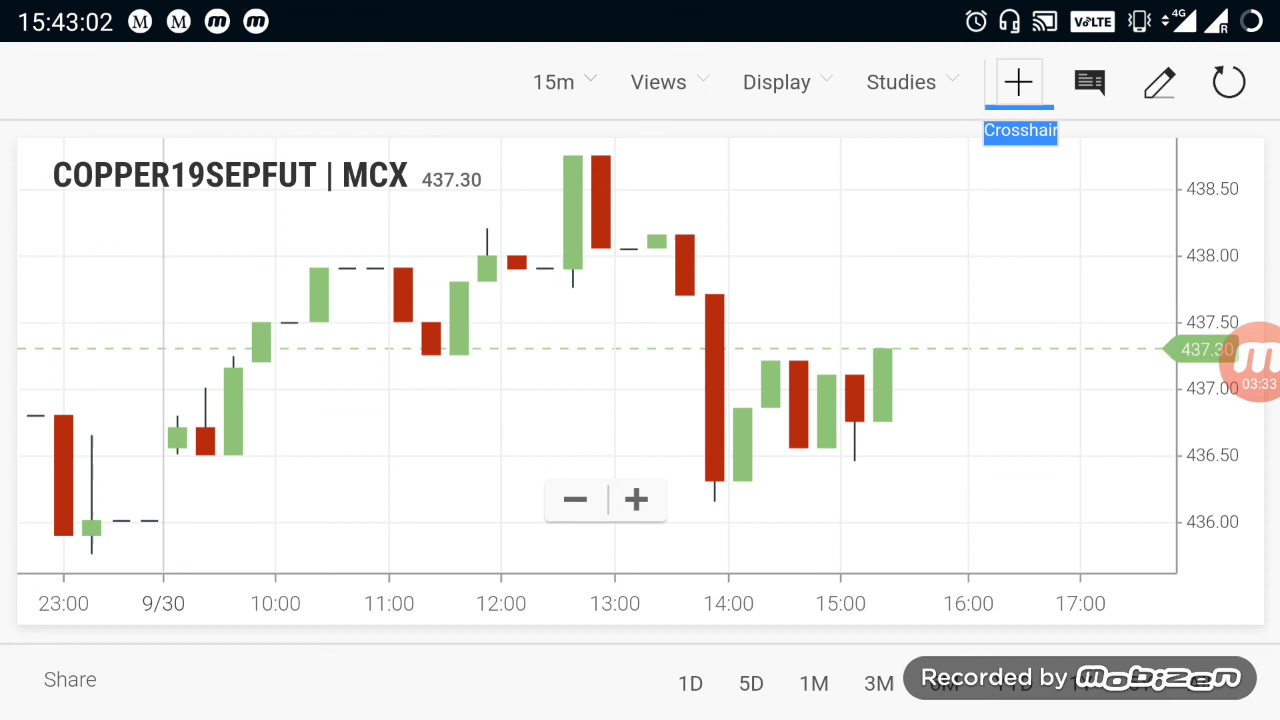 15:43:02 M M m m VoLTE 4G R
15m Views Display Studies
Crosshair
COPPER19SEPFUT | MCX 437.30
438.50
438.00
437.50
437.30
437.00
03:33
436.50
436.00
23:00 9/30 10:00 11:00 12:00 13:00 14:00 15:00 16:00 17:00
Share 1D 5D 1M 3M
Recorded by mobizen